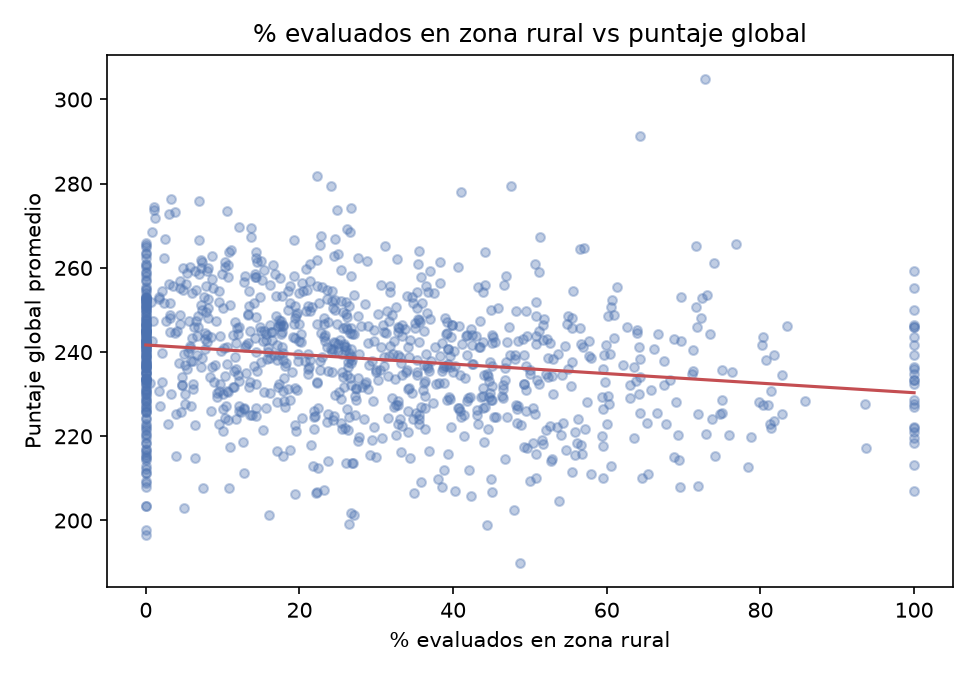 % evaluados en zona rural vs puntaje global
Puntaje global promedio
300
280
260
240
220
200
0 20 40 60 80 100
% evaluados en zona rural